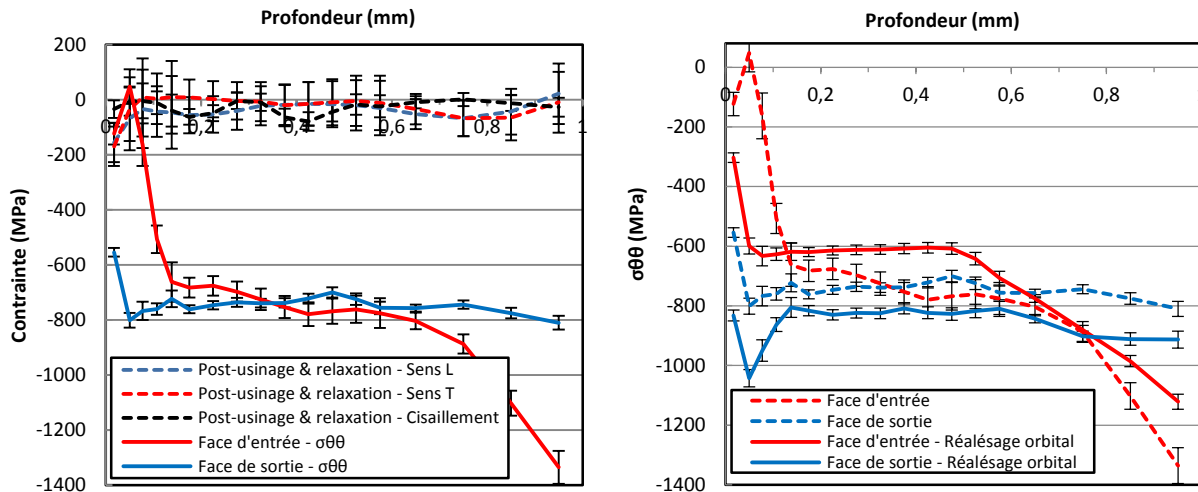 Profondeur (mm)
200
0
-200
-400
-600
-800
-1000
-1200
-1400
0
0,2
0,4
0,6
0,8
1
Contrainte (MPa)
Post-usinage & relaxation - Sens L
Post-usinage & relaxation - Sens T
Post-usinage & relaxation - Cisaillement
Face d'entrée - σθθ
Face de sortie - σθθ
Profondeur (mm)
0
-200
-400
-600
-800
-1000
-1200
-1400
0,2
0,4
0,6
0,8
σθθ (MPa)
Face d'entrée
Face de sortie
Face d'entrée - Réalésage orbital
Face de sortie - Réalésage orbital